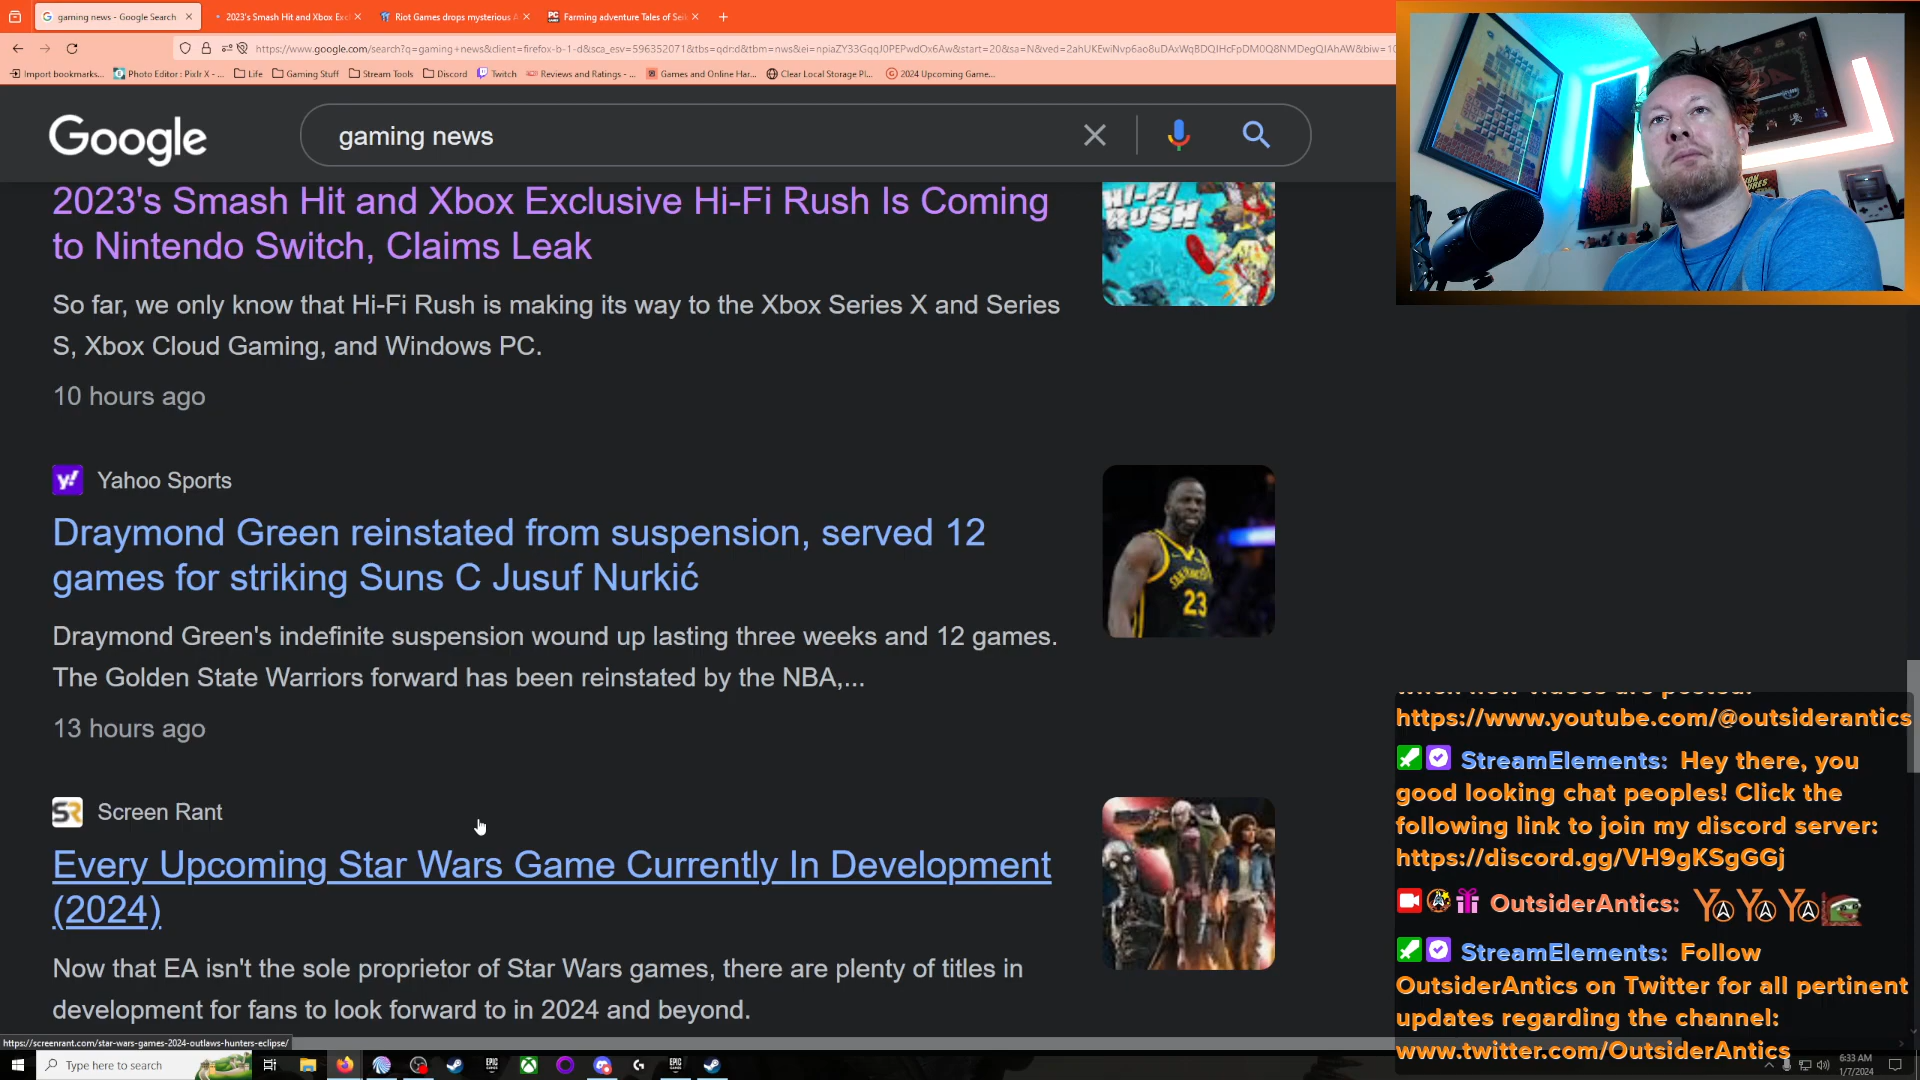 gaming news - Google Search
2023's Smash Hit and Xbox Exc
Riot Games drops mysterious
Farming adventure Tales of Sei
https://www.google.com/search?q=gaming+news&client=firefox-b-1-d&sca_esv=596352071&tbs=qdr:d&tbm=nws&ei=
Import bookmarks...
Photo Editor : Pixlr X - ...
Life
Gaming Stuff
Stream Tools
Discord
Twitch
Reviews and Ratings - ...
Games and Online Har...
Clear Local Storage Pl...
2024 Upcoming Game...
Google
gaming news
2023's Smash Hit and Xbox Exclusive Hi-Fi Rush Is Coming
to Nintendo Switch, Claims Leak
HI-FI
RUSH
So far, we only know that Hi-Fi Rush is making its way to the Xbox Series X and Series
S, Xbox Cloud Gaming, and Windows PC.
10 hours ago
Yahoo Sports
Draymond Green reinstated from suspension, served 12
games for striking Suns C Jusuf Nurkić
23
Draymond Green's indefinite suspension wound up lasting three weeks and 12 games.
The Golden State Warriors forward has been reinstated by the NBA,...
13 hours ago
SR
Screen Rant
Every Upcoming Star Wars Game Currently In Development
(2024)
Now that EA isn't the sole proprietor of Star Wars games, there are plenty of titles in
development for fans to look forward to in 2024 and beyond.
https://screenrant.com/star-wars-games-2024-outlaws-hunters-eclipse/
Type here to search
6:33 AM
1/7/2024
https://www.youtube.com/@outsiderantics
StreamElements: Hey there, you
good looking chat peoples! Click the
following link to join my discord server:
https://discord.gg/VH9gKSgGGj
OutsiderAntics:
StreamElements: Follow
OutsiderAntics on Twitter for all pertinent
updates regarding the channel:
www.twitter.com/OutsiderAntics